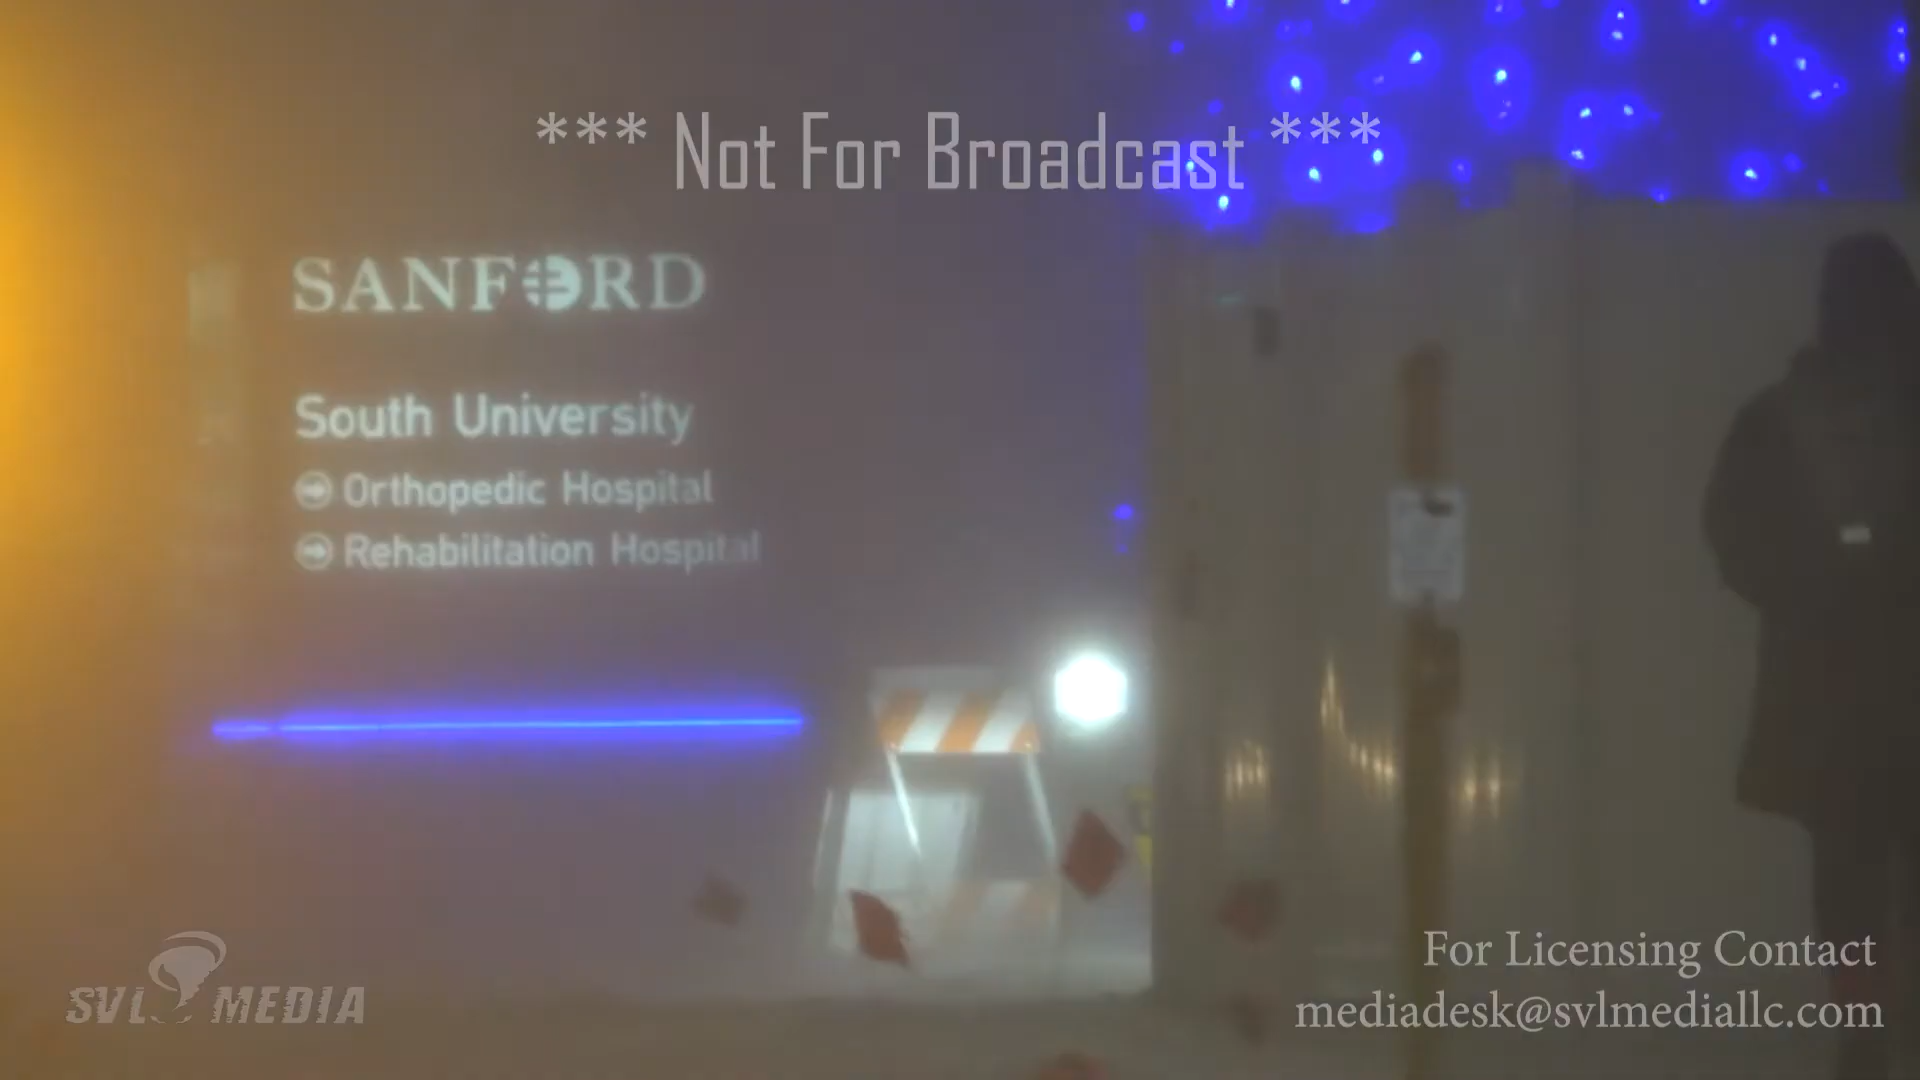 *** Not For Broadcast ***
SANFORD
South University
Orthopedic Hospital
Rehabilitation Hospital
SVL MEDIA
For Licensing Contact
mediadesk@svlmediallc.com